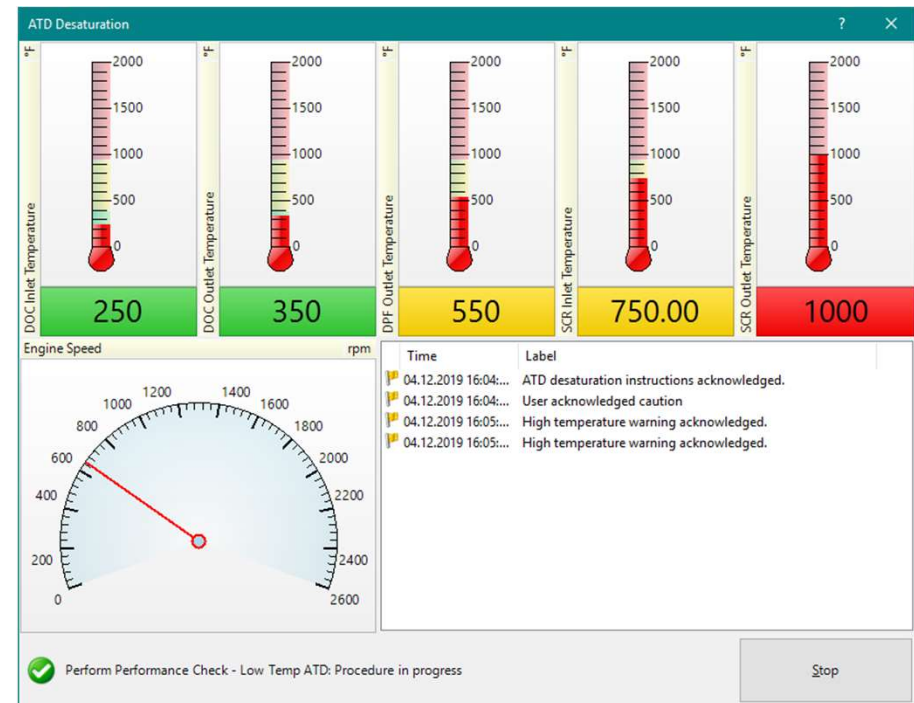 ATD Desaturation ? ×
°F
DOC Inlet Temperature
2000
1500
1000
500
0
250
°F
DOC Outlet Temperature
2000
1500
1000
500
0
350
°F
DPF Outlet Temperature
2000
1500
1000
500
0
550
°F
SCR Inlet Temperature
2000
1500
1000
500
0
750.00
°F
SCR Outlet Temperature
2000
1500
1000
500
0
1000
Engine Speed rpm
0
200
400
600
800
1000
1200
1400
1600
1800
2000
2200
2400
2600
Time Label
04.12.2019 16:04:... ATD desaturation instructions acknowledged.
04.12.2019 16:04:... User acknowledged caution
04.12.2019 16:05:... High temperature warning acknowledged.
04.12.2019 16:05:... High temperature warning acknowledged.
Perform Performance Check - Low Temp ATD: Procedure in progress
Stop